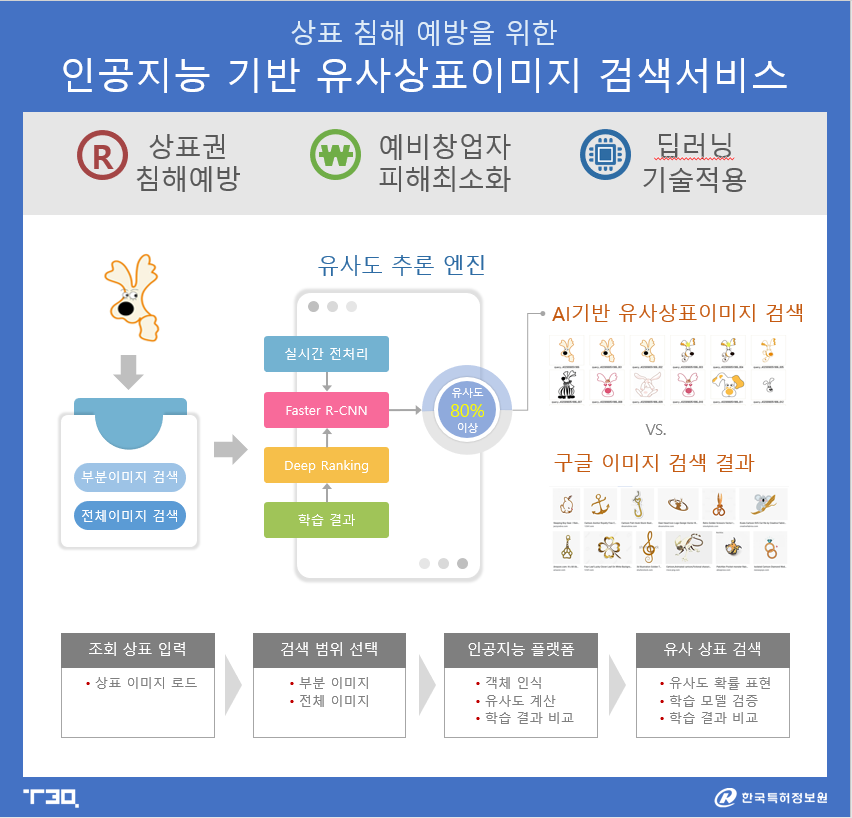 상표 침해 예방을 위한
인공지능 기반 유사상표이미지 검색서비스
R
상표권
침해예방
₩
예비창업자
피해최소화
딥러닝
기술적용
유사도 추론 엔진
실시간 전처리
Faster R-CNN
Deep Ranking
학습 결과
유사도
80%
이상
부분이미지 검색
전체이미지 검색
AI기반 유사상표이미지 검색
VS.
구글 이미지 검색 결과
조회 상표 입력
• 상표 이미지 로드
검색 범위 선택
• 부분 이미지
• 전체 이미지
인공지능 플랫폼
• 객체 인식
• 유사도 계산
• 학습 결과 비교
유사 상표 검색
• 유사도 확률 표현
• 학습 모델 검증
• 학습 결과 비교
한국특허정보원